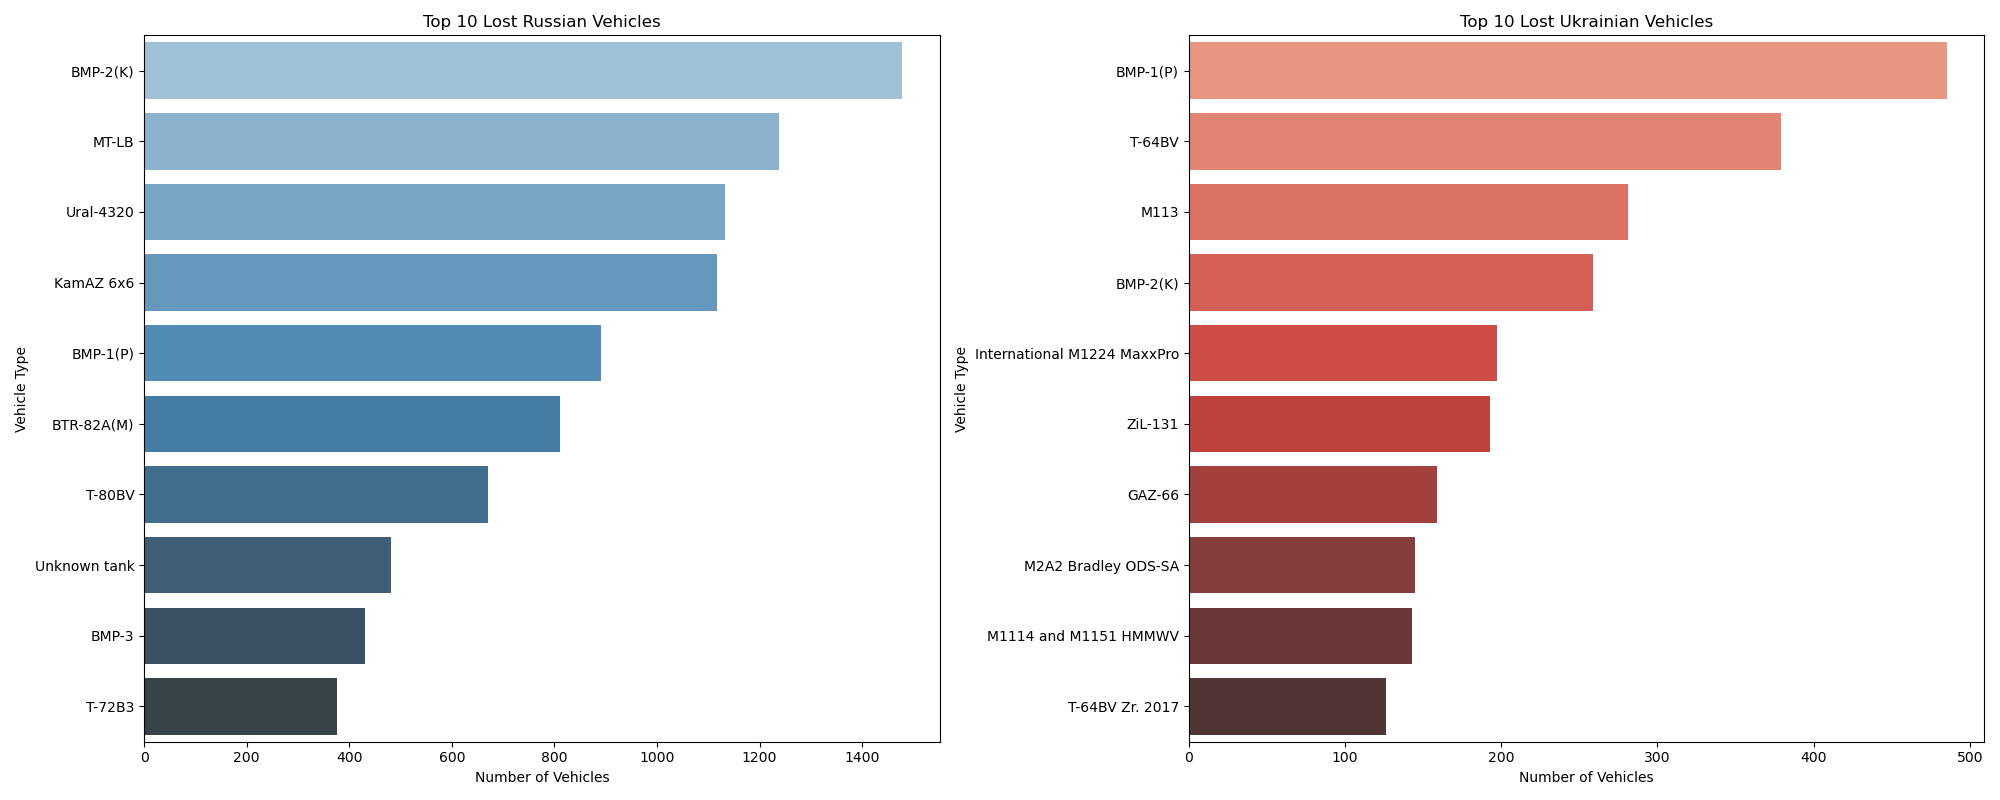 Top 10 Lost Russian Vehicles
BMP-2(K)
MT-LB
Ural-4320
KamAZ 6x6
BMP-1(P)
BTR-82A(M)
T-80BV
Unknown tank
BMP-3
T-72B3
Vehicle Type
0 200 400 600 800 1000 1200 1400
Number of Vehicles
Top 10 Lost Ukrainian Vehicles
BMP-1(P)
T-64BV
M113
BMP-2(K)
International M1224 MaxxPro
ZiL-131
GAZ-66
M2A2 Bradley ODS-SA
M1114 and M1151 HMMWV
T-64BV Zr. 2017
Vehicle Type
0 100 200 300 400 500
Number of Vehicles